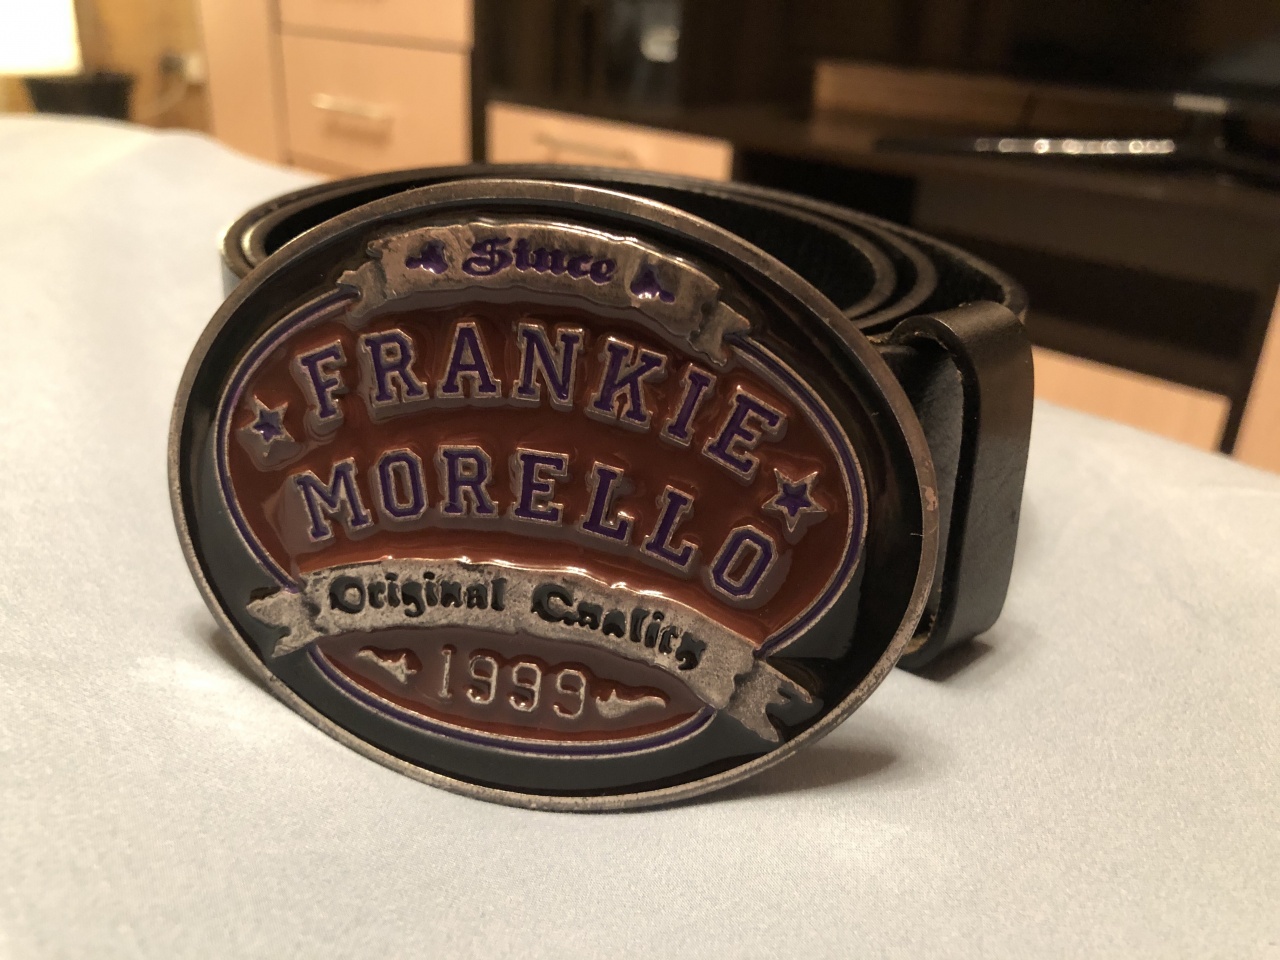 Since
FRANKIE
MORELLO
Original Quality
1999